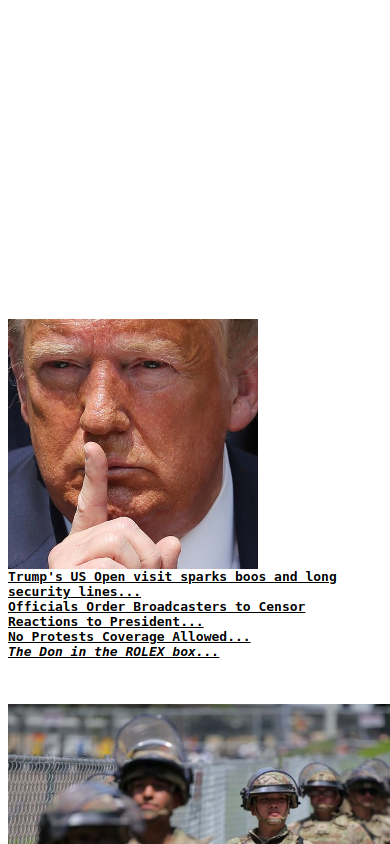 Trump's US Open visit sparks boos and long
security lines...
Officials Order Broadcasters to Censor
Reactions to President...
No Protests Coverage Allowed...
The Don in the ROLEX box...